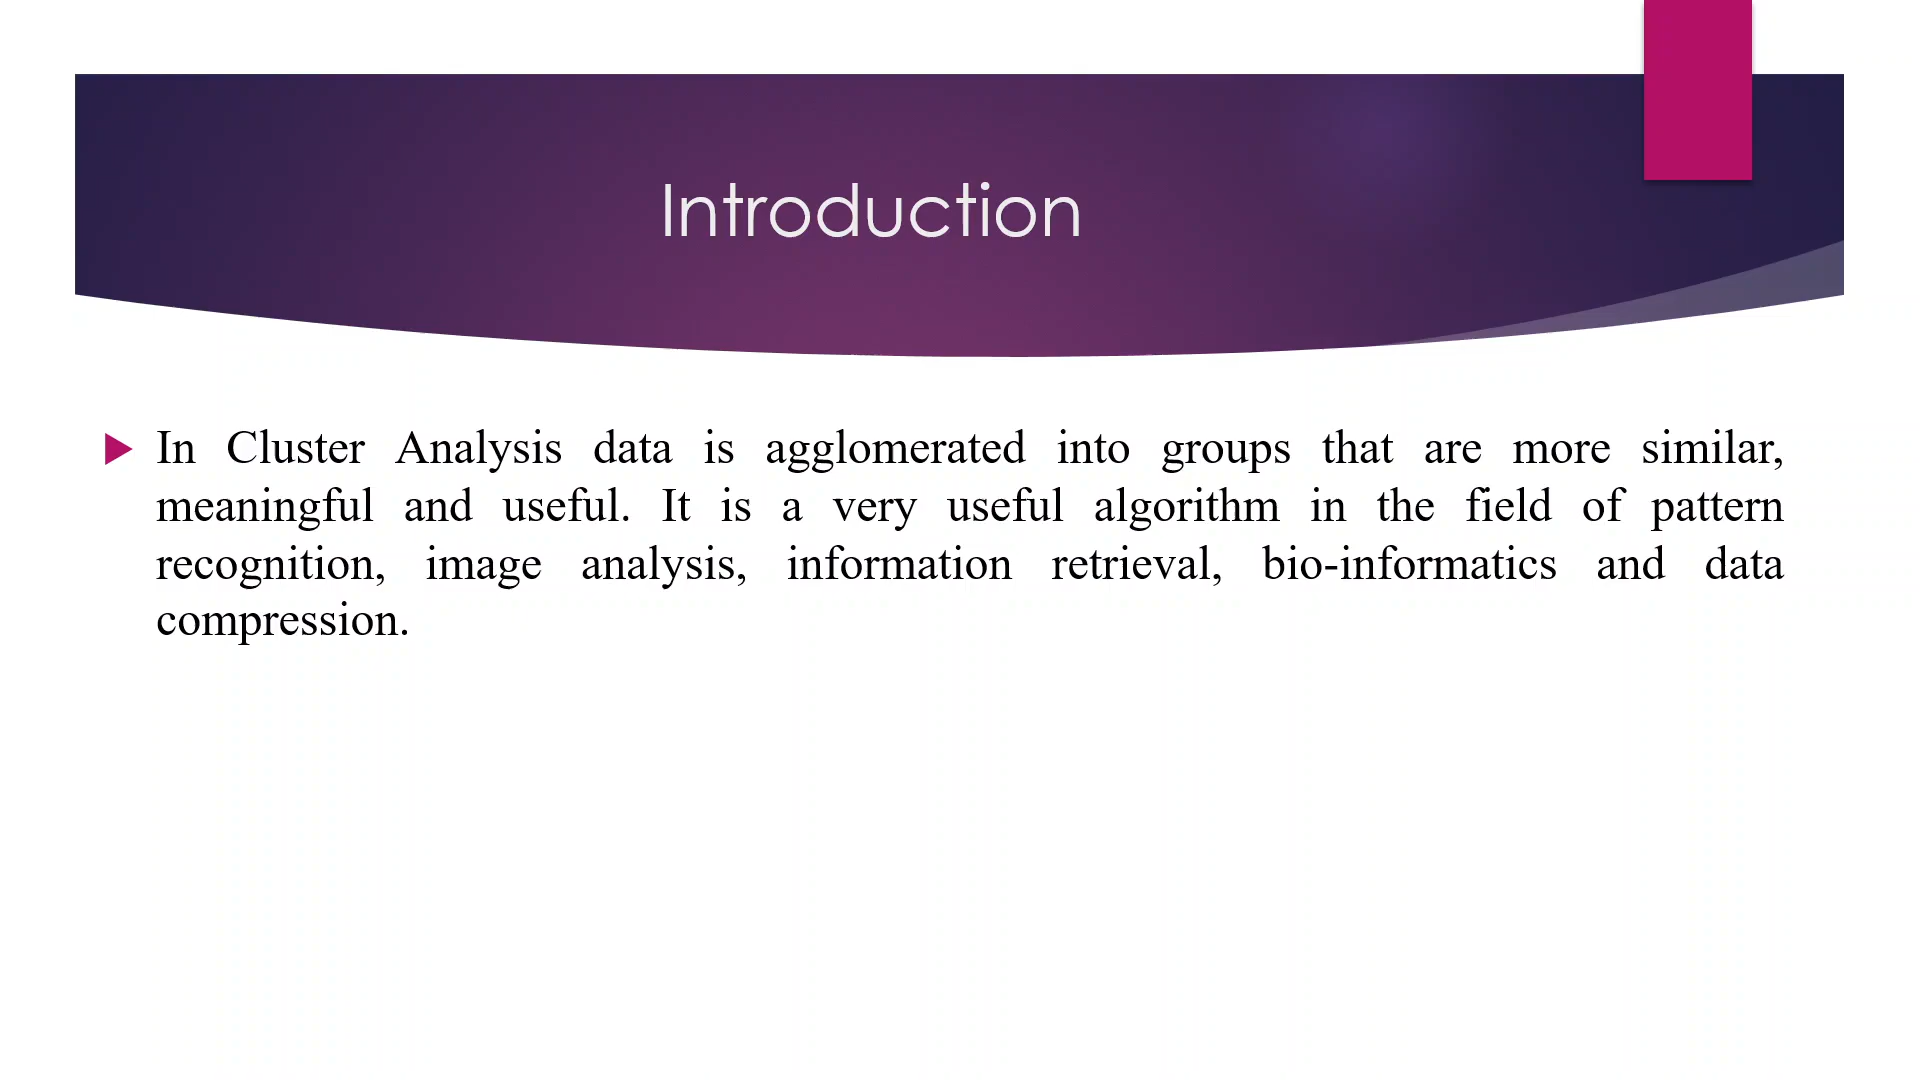 Introduction
In Cluster Analysis data is agglomerated into groups that are more similar,
meaningful and useful. It is a very useful algorithm in the field of pattern
recognition, image analysis, information retrieval, bio-informatics and data
compression.